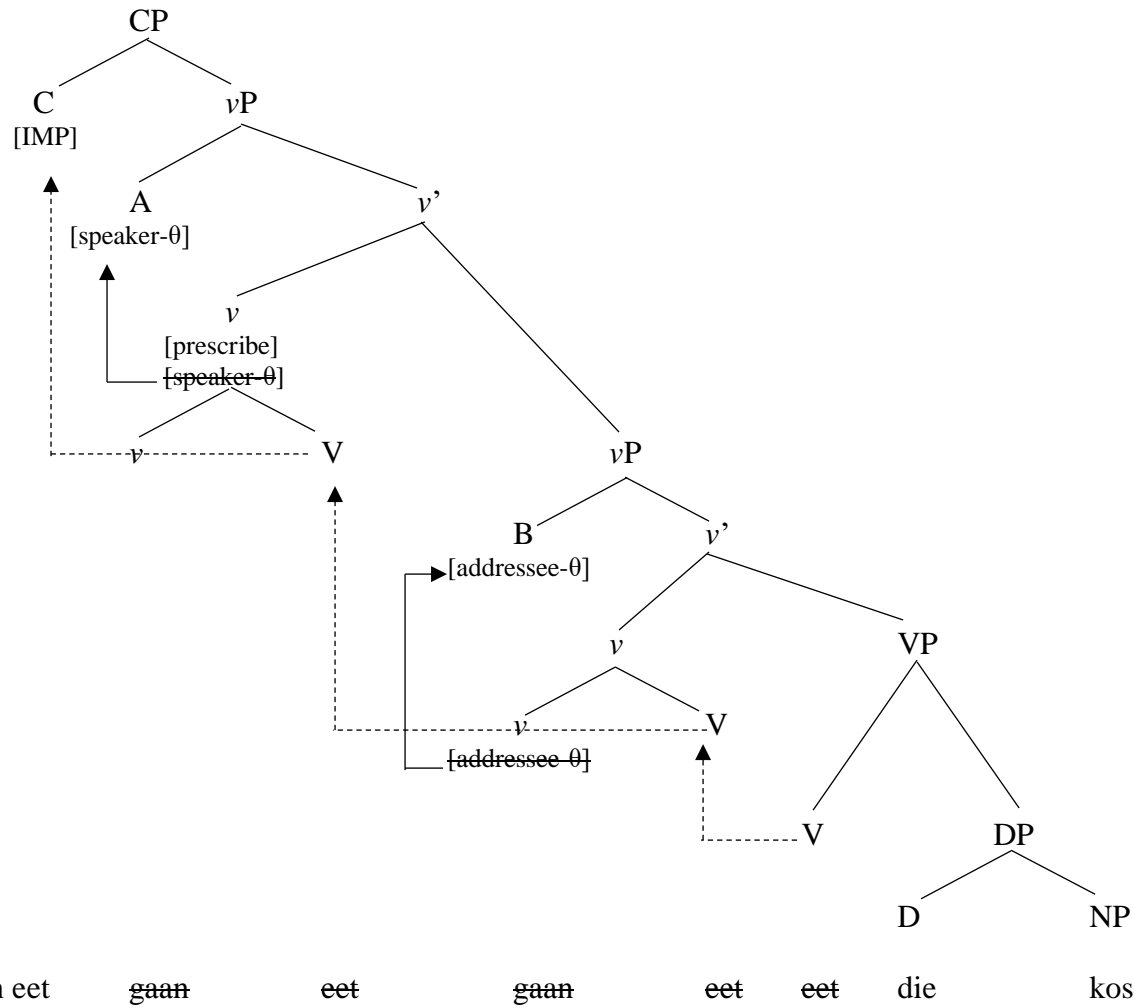 CP
C vP
[IMP]
A v’
[speaker-θ]
v
[prescribe]
[speaker-θ]
v V vP
B v’
[addressee-θ]
v VP
v V
[addressee-θ]
V DP
D NP
eet gaan eet gaan eet eet die kos